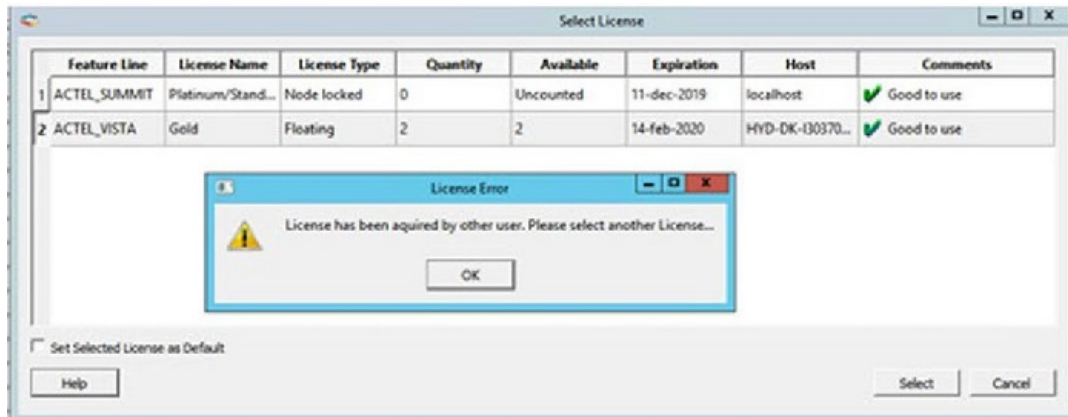 Select License
Feature Line License Name License Type Quantity Available Expiration Host Comments
1 ACTEL_SUMMIT Platinum/Stand... Node locked 0 Uncounted 11-dec-2019 localhost Good to use
2 ACTEL_VISTA Gold Floating 2 2 14-feb-2020 HYD-DK-I30370... Good to use
License Error
License has been aquired by other user. Please select another License...
OK
Set Selected License as Default
Help Select Cancel